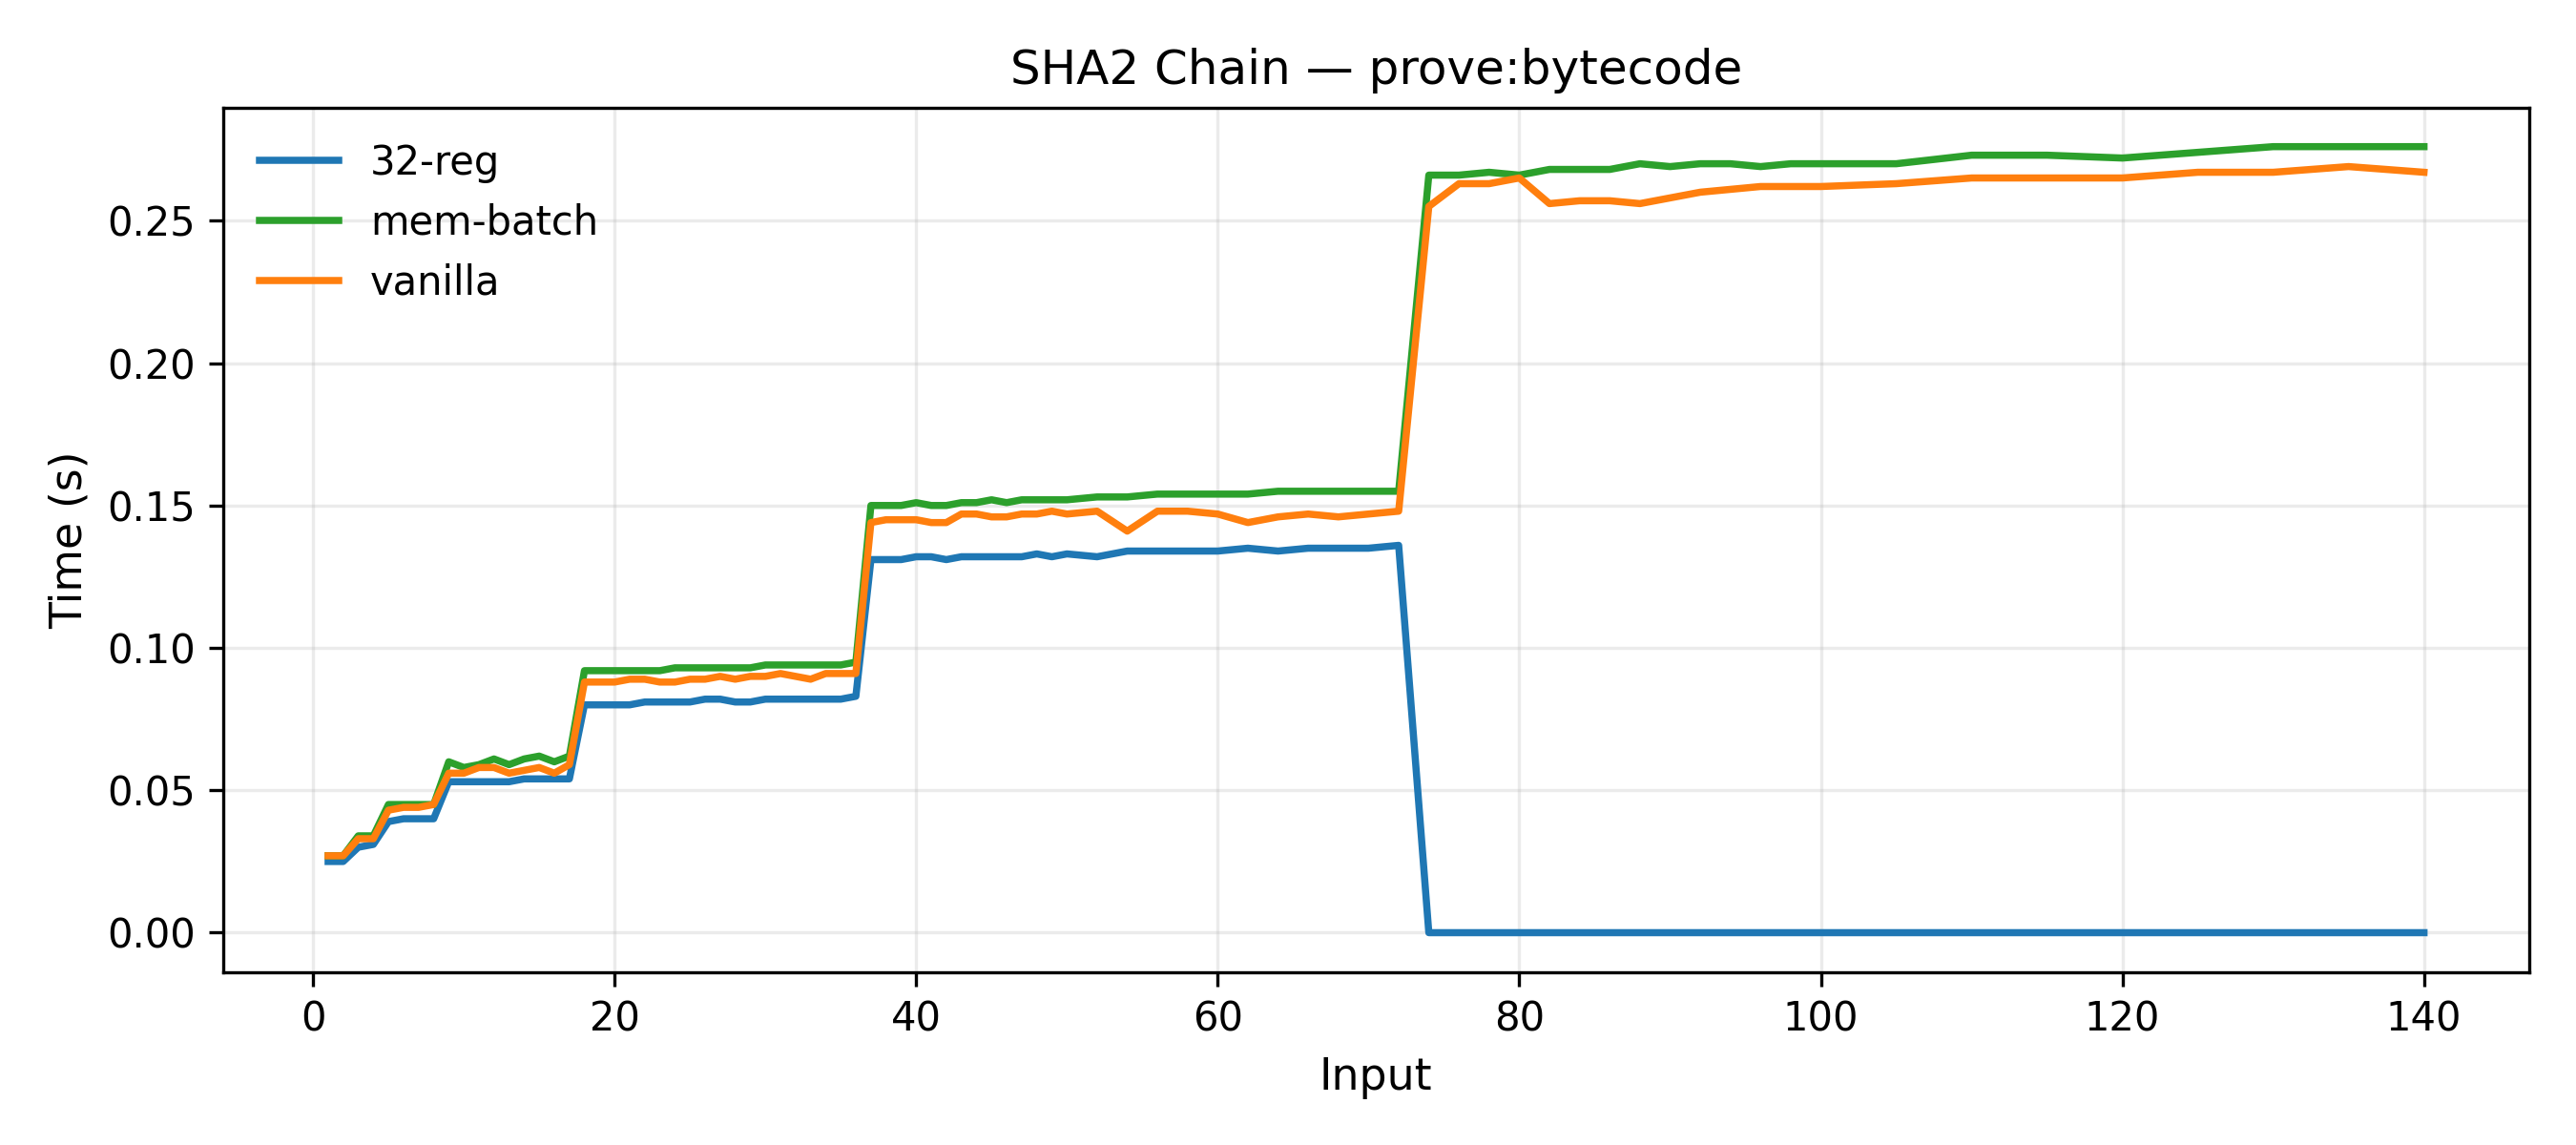 SHA2 Chain — prove:bytecode
32-reg
mem-batch
vanilla
Time (s)
0.25
0.20
0.15
0.10
0.05
0.00
0 20 40 60 80 100 120 140
Input